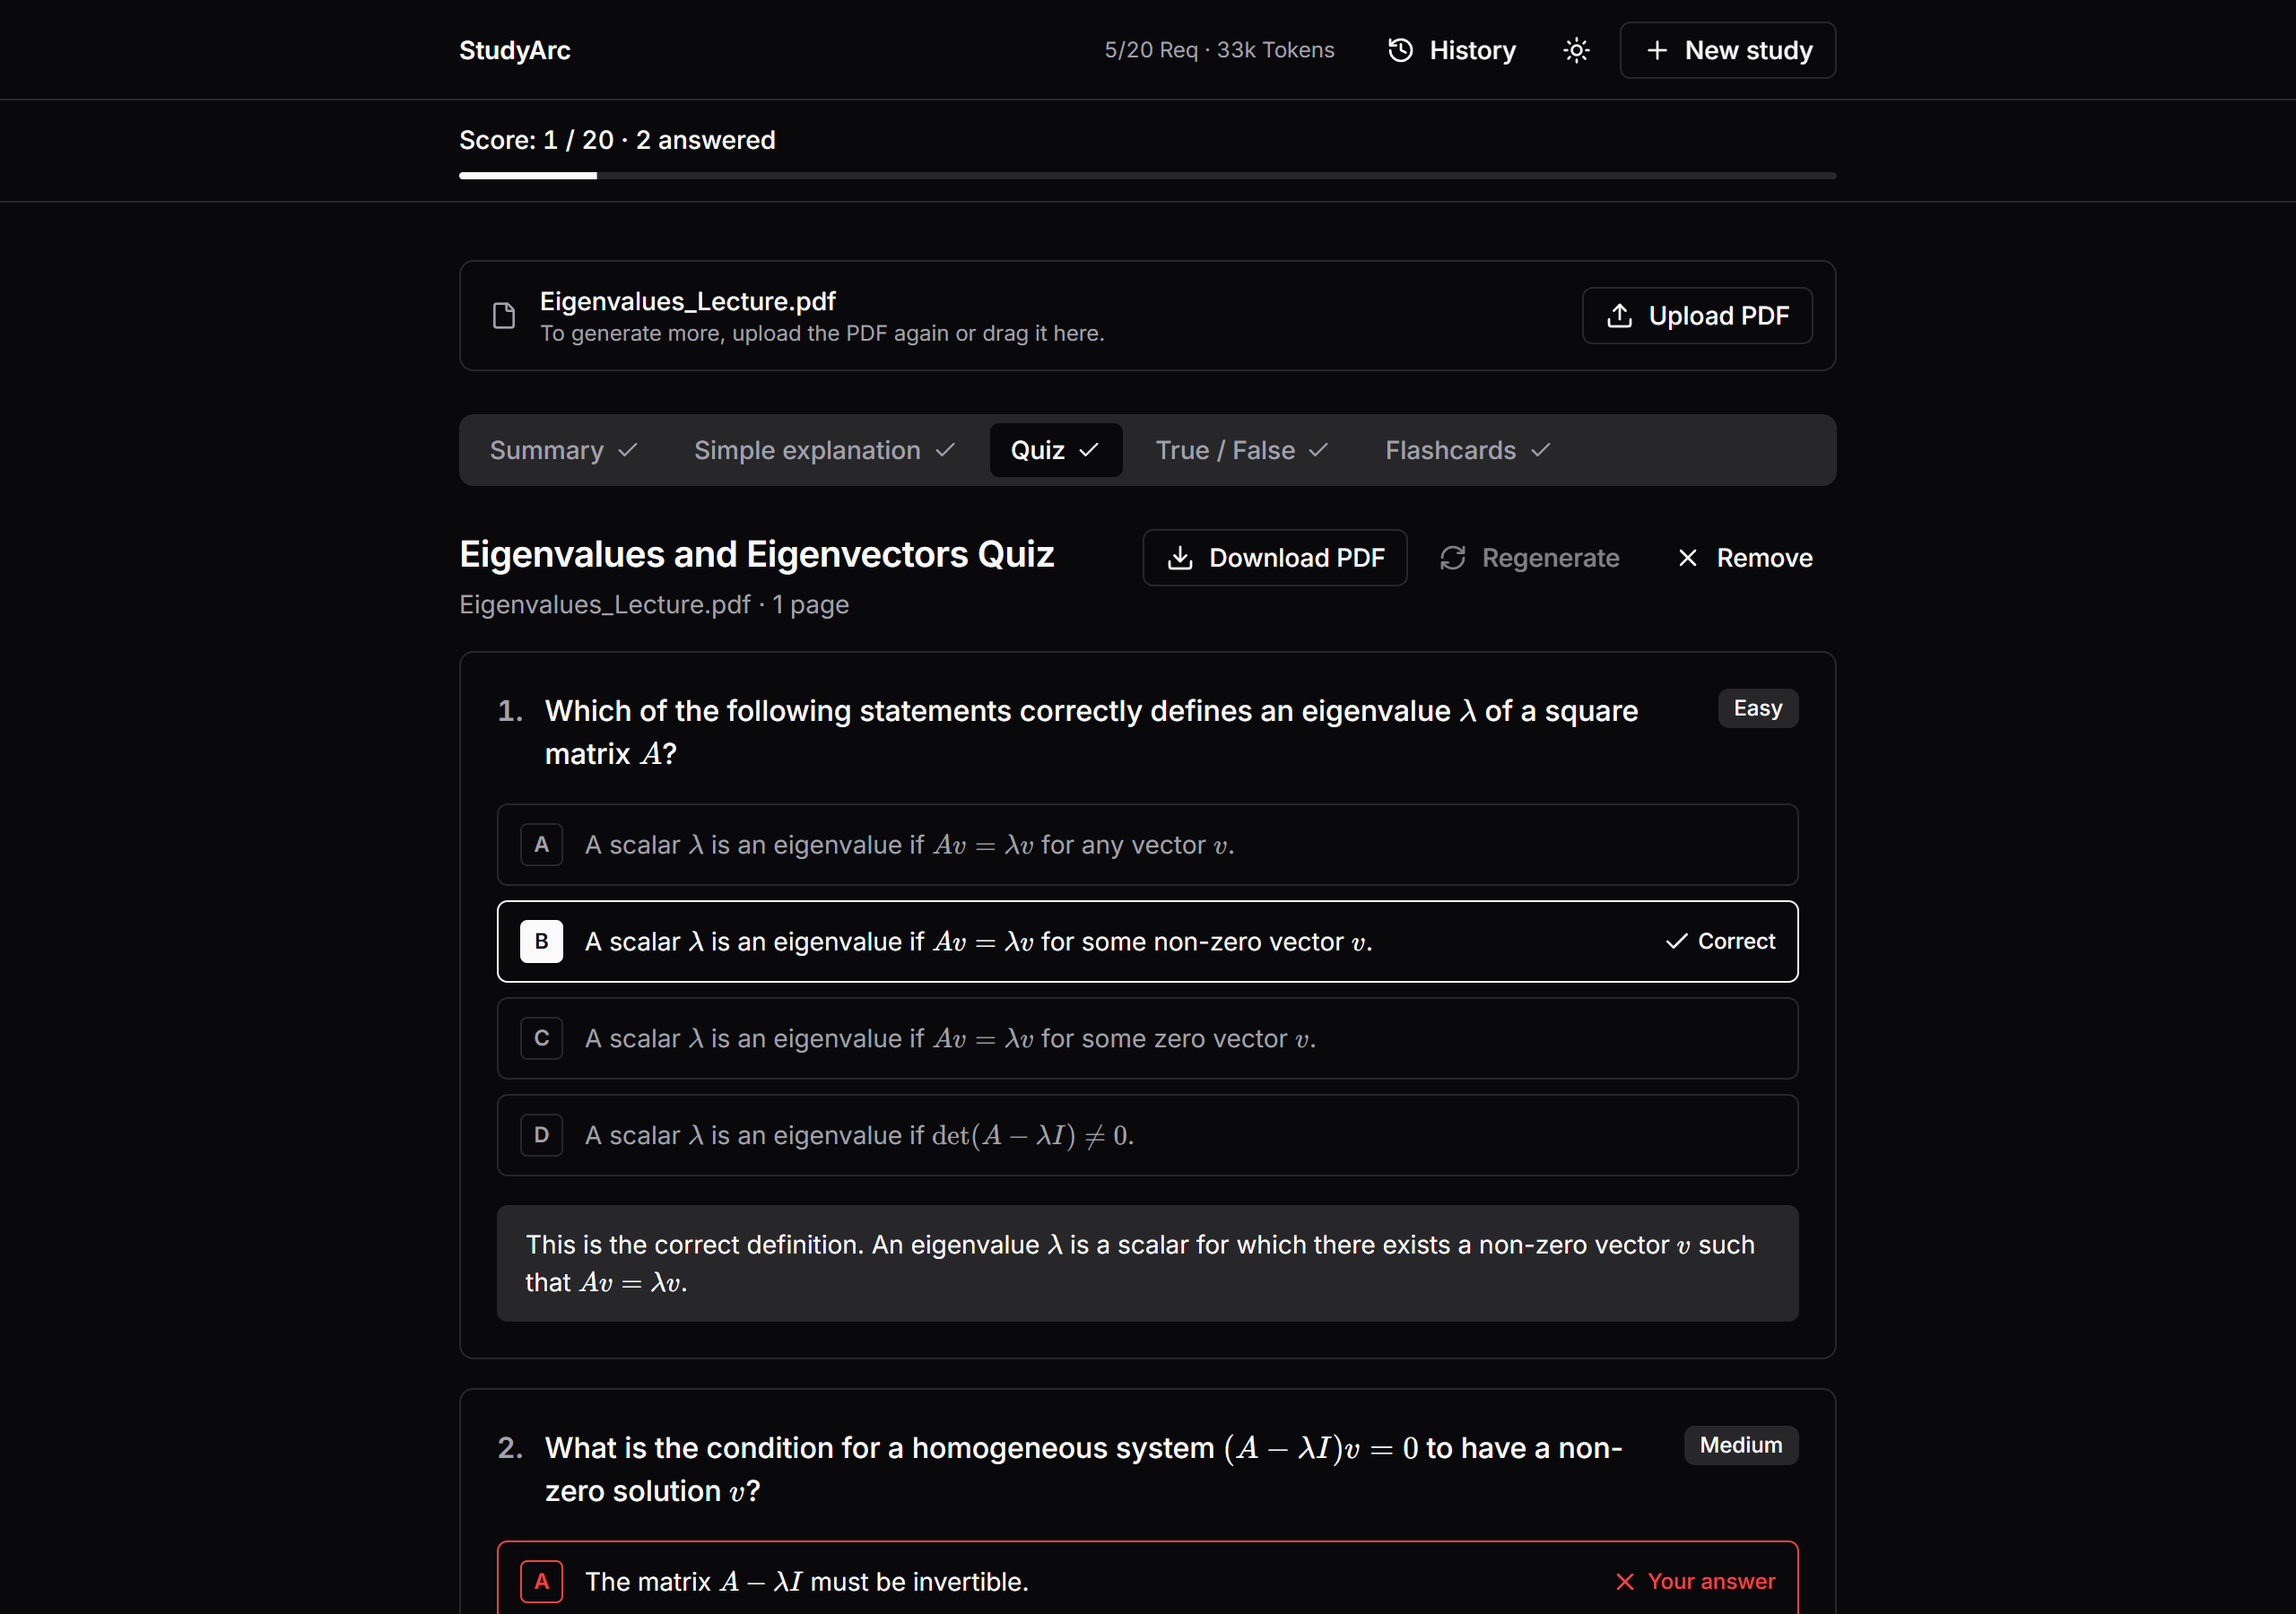 StudyArc
5/20 Req · 33k Tokens
History
New study
Score: 1 / 20 · 2 answered
Eigenvalues_Lecture.pdf
To generate more, upload the PDF again or drag it here.
Upload PDF
Summary
Simple explanation
Quiz
True / False
Flashcards
Eigenvalues and Eigenvectors Quiz
Download PDF
Regenerate
Remove
Eigenvalues_Lecture.pdf · 1 page
1. Which of the following statements correctly defines an eigenvalue λ of a square
matrix A?
Easy
A A scalar λ is an eigenvalue if Av = λv for any vector v.
B A scalar λ is an eigenvalue if Av = λv for some non-zero vector v. Correct
C A scalar λ is an eigenvalue if Av = λv for some zero vector v.
D A scalar λ is an eigenvalue if det(A − λI) ≠ 0.
This is the correct definition. An eigenvalue λ is a scalar for which there exists a non-zero vector v such
that Av = λv.
2. What is the condition for a homogeneous system (A − λI)v = 0 to have a non-
zero solution v?
Medium
A The matrix A − λI must be invertible. Your answer